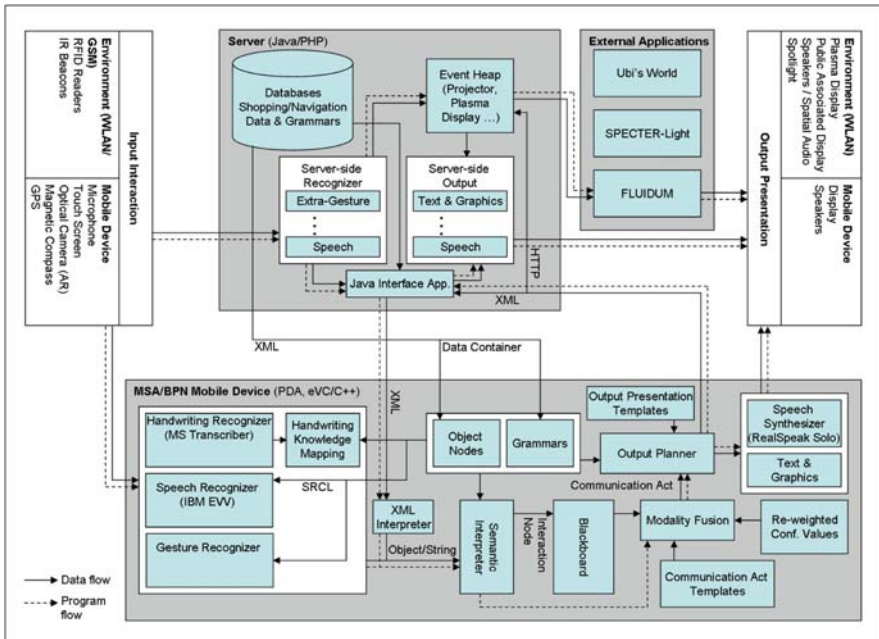 Environment (WLAN/
GSM)
RFID Readers
IR Beacons
Mobile Device
Microphone
Touch Screen
Optical Camera (AR)
Magnetic Compass
GPS
Input Interaction
Server (Java/PHP)
Databases
Shopping/Navigation
Data & Grammars
Event Heap
(Projector,
Plasma
Display ...)
Server-side
Recognizer
Extra-Gesture
Speech
Server-side
Output
Text & Graphics
Speech
Java Interface App.
External Applications
Ubi's World
SPECTER-Light
FLUIDUM
HTTP
XML
Output Presentation
Environment (WLAN)
Plasma Display
Public Associated Display
Speakers / Spatial Audio
Spotlight
Mobile Device
Display
Speakers
XML
Data Container
XML
MSA/BPN Mobile Device (PDA, eVC/C++)
Handwriting Recognizer
(MS Transcriber)
Handwriting
Knowledge
Mapping
Speech Recognizer
(IBM EVV)
SRCL
Gesture Recognizer
XML
Interpreter
Object/String
Object
Nodes
Grammars
Semantic
Interpreter
Interaction
Node
Blackboard
Output Presentation
Templates
Output Planner
Communication Act
Modality Fusion
Communication Act
Templates
Re-weighted
Conf. Values
Speech
Synthesizer
(RealSpeak Solo)
Text &
Graphics
Data flow
Program
flow